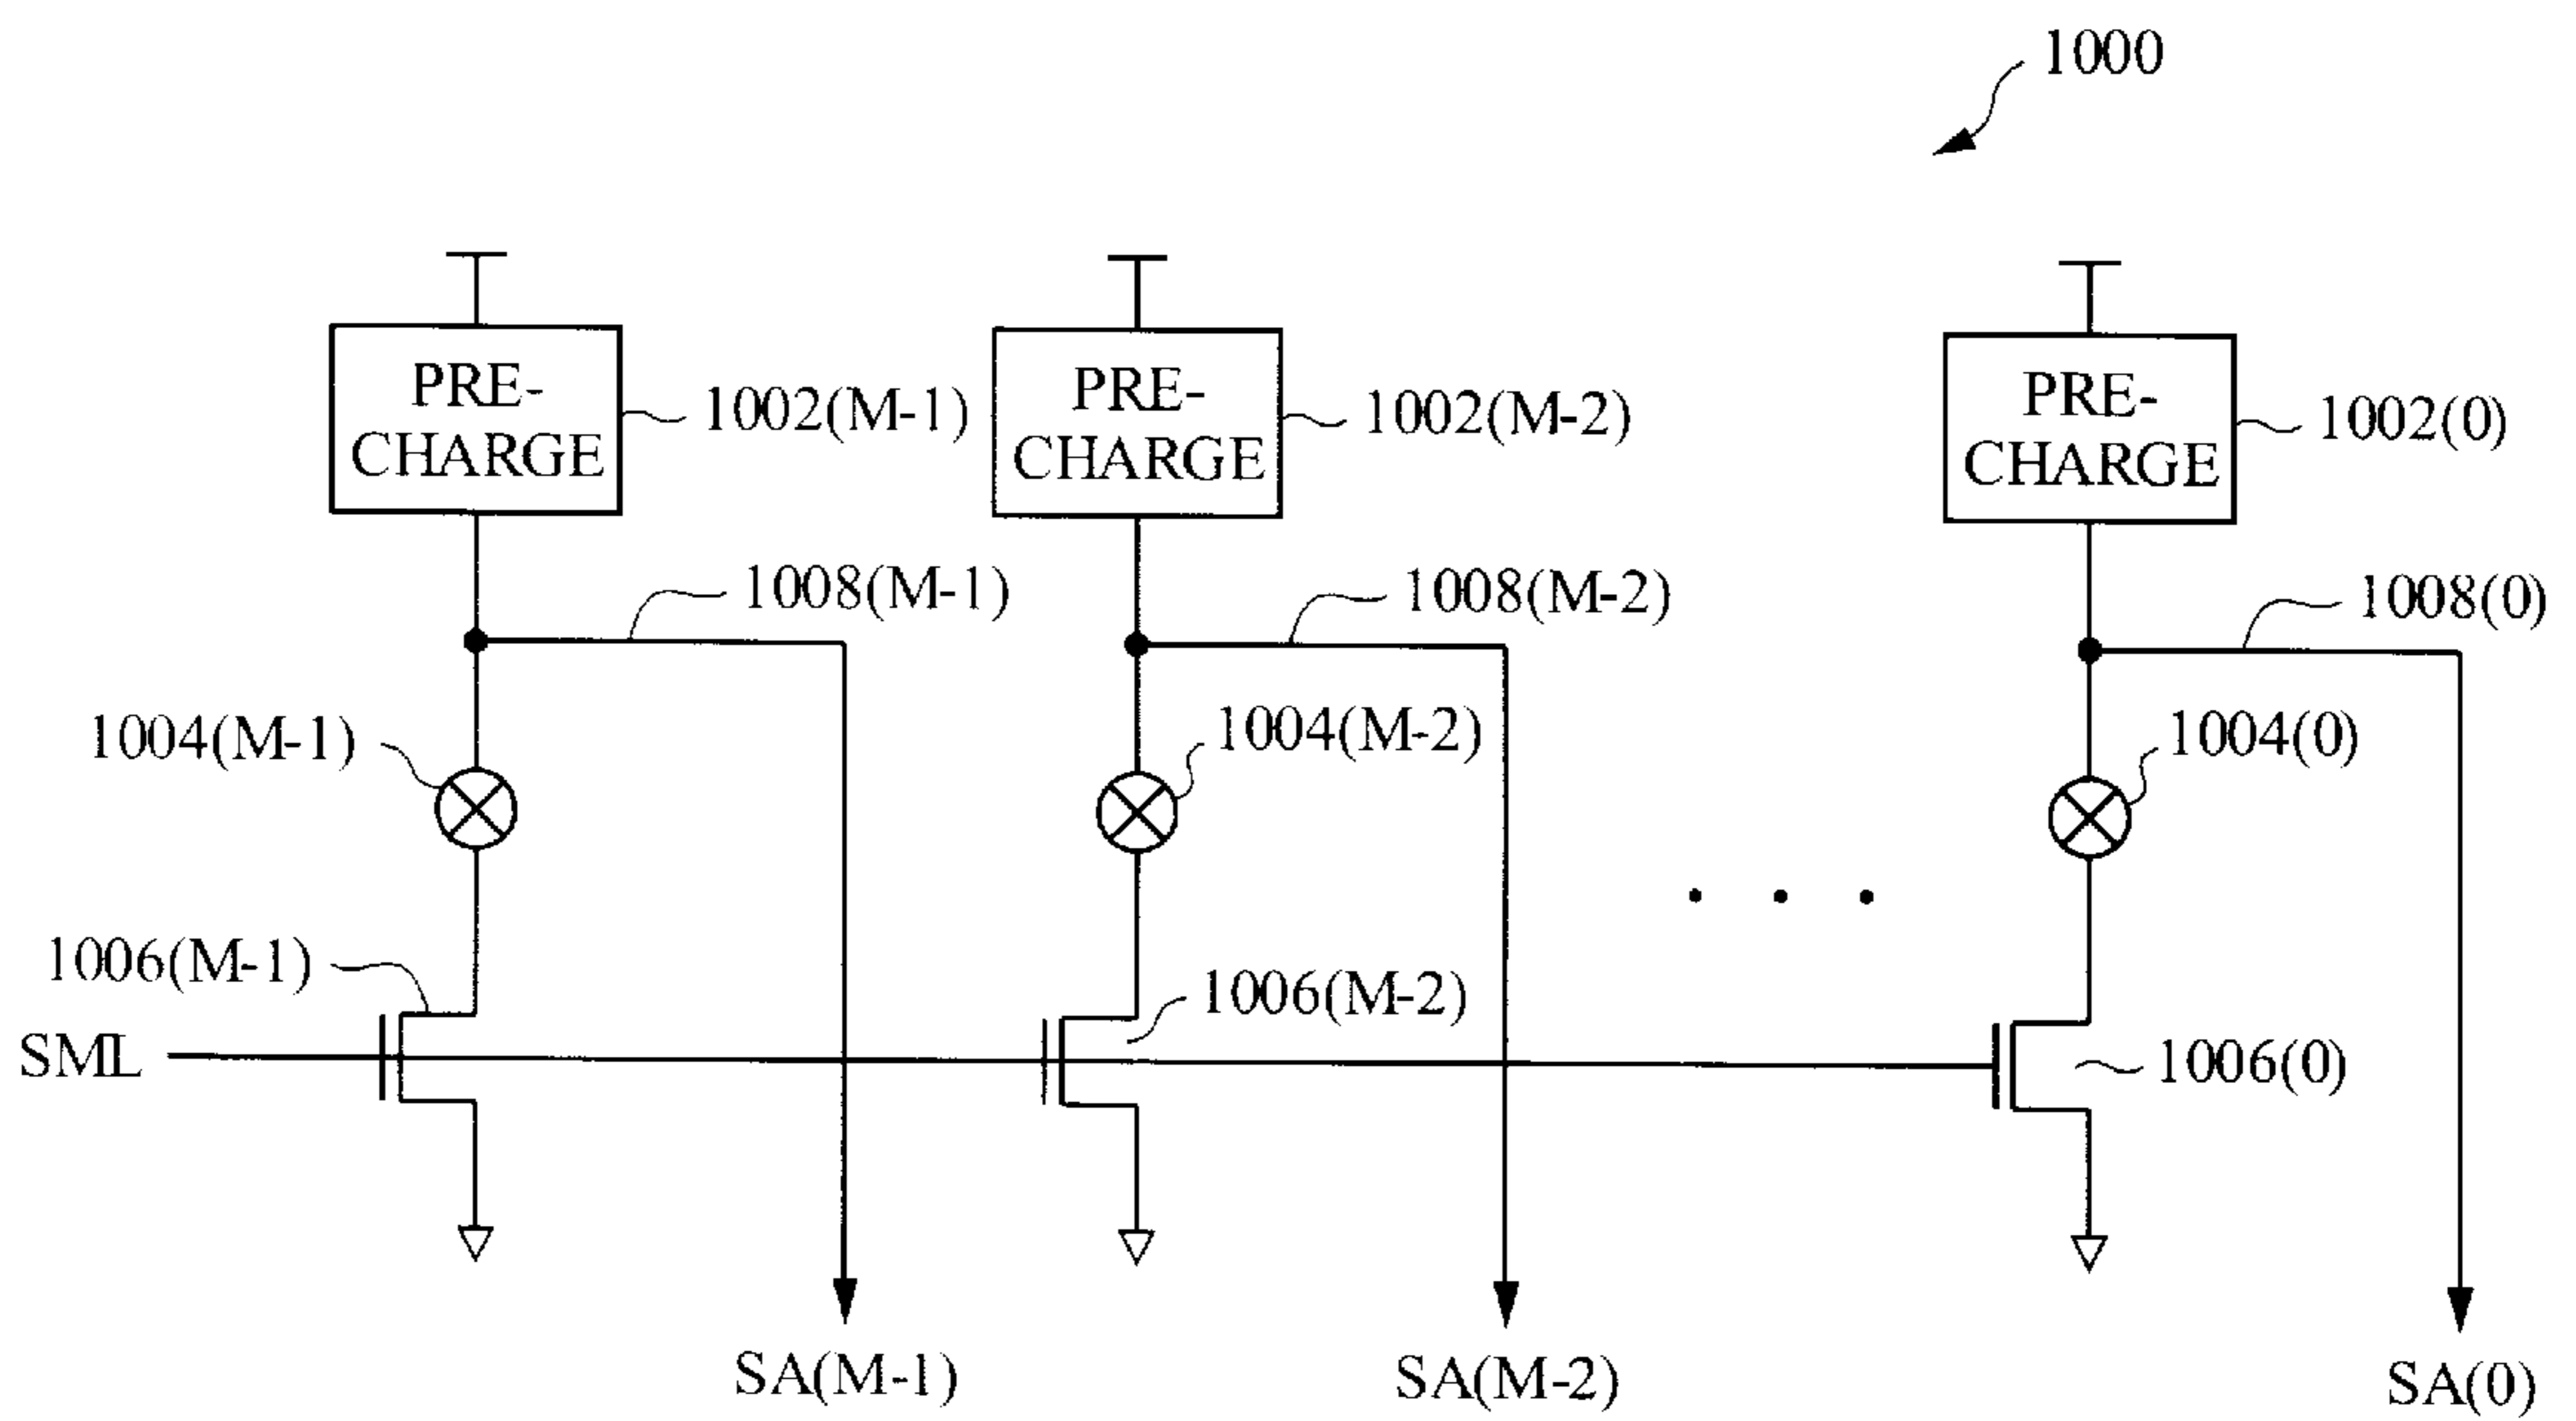 1000
PRE-
CHARGE
1002(M-1)
PRE-
CHARGE
1002(M-2)
PRE-
CHARGE
1002(0)
1008(M-1)
1008(M-2)
1008(0)
1004(M-1)
1004(M-2)
1004(0)
1006(M-1)
1006(M-2)
SML
1006(0)
SA(M-1)
SA(M-2)
SA(0)